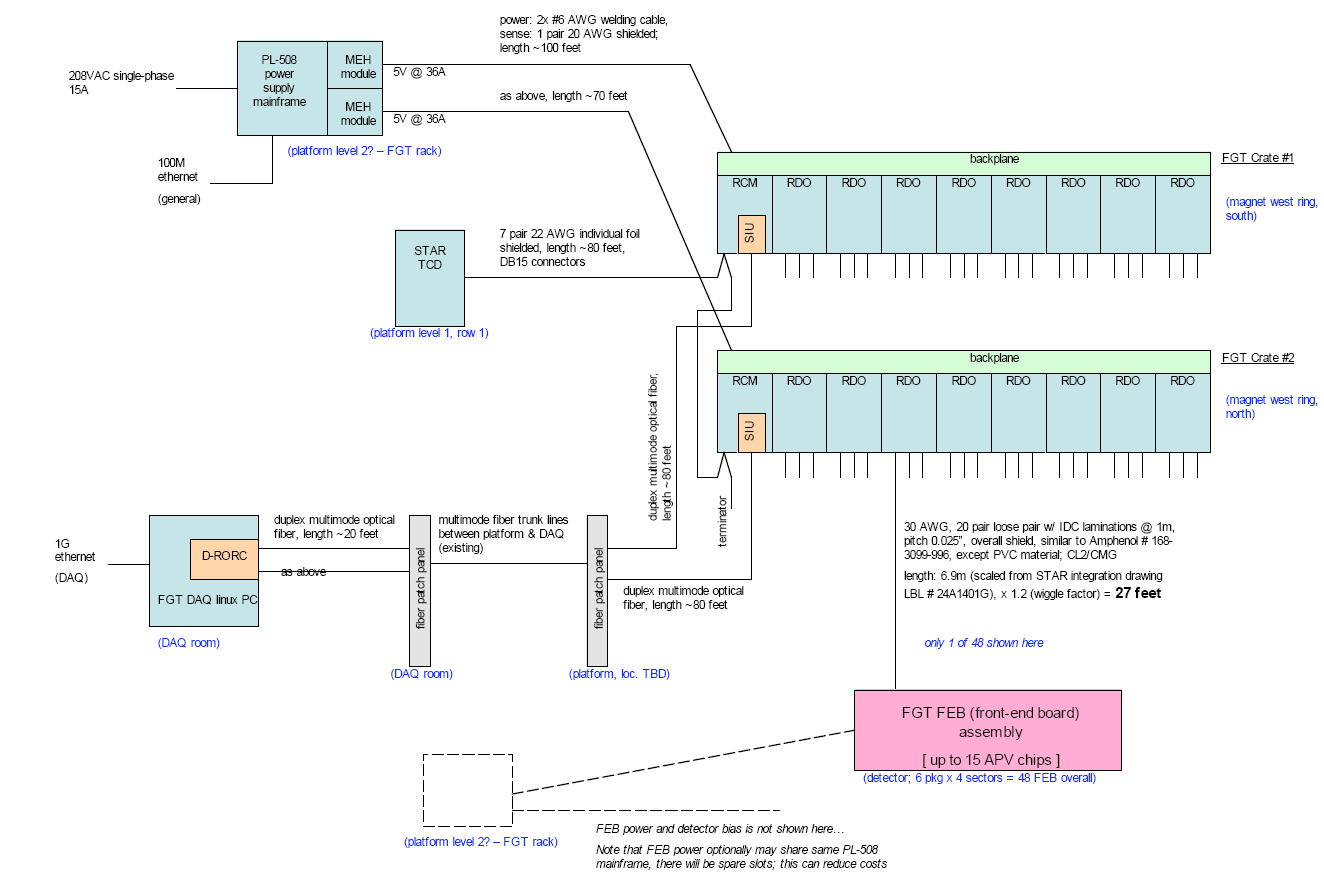 power: 2x #6 AWG welding cable,
sense: 1 pair 20 AWG shielded;
length ~100 feet
PL-508
power
supply
mainframe
MEH
module
MEH
module
208VAC single-phase
15A
5V @ 36A
as above, length ~70 feet
5V @ 36A
(platform level 2? – FGT rack)
100M
ethernet
(general)
backplane
FGT Crate #1
RCM
RDO
RDO
RDO
RDO
RDO
RDO
RDO
RDO
SIU
(magnet west ring,
south)
STAR
TCD
7 pair 22 AWG individual foil
shielded, length ~80 feet,
DB15 connectors
(platform level 1, row 1)
backplane
FGT Crate #2
RCM
RDO
RDO
RDO
RDO
RDO
RDO
RDO
RDO
SIU
(magnet west ring,
north)
duplex multimode optical fiber,
length ~ 80 feet
terminator
1G
ethernet
(DAQ)
D-RORC
FGT DAQ linux PC
(DAQ room)
duplex multimode optical
fiber, length ~20 feet
as above
fiber patch panel
(DAQ room)
multimode fiber trunk lines
between platform & DAQ
(existing)
fiber patch panel
(platform, loc. TBD)
duplex multimode optical
fiber, length ~80 feet
30 AWG, 20 pair loose pair w/ IDC laminations @ 1m,
pitch 0.025", overall shield, similar to Amphenol # 168-
3099-996, except PVC material; CL2/CMG
length: 6.9m (scaled from STAR integration drawing
LBL # 24A1401G), x 1.2 (wiggle factor) = 27 feet
only 1 of 48 shown here
FGT FEB (front-end board)
assembly
[ up to 15 APV chips ]
(detector; 6 pkg x 4 sectors = 48 FEB overall)
(platform level 2? – FGT rack)
FEB power and detector bias is not shown here…
Note that FEB power optionally may share same PL-508
mainframe, there will be spare slots; this can reduce costs